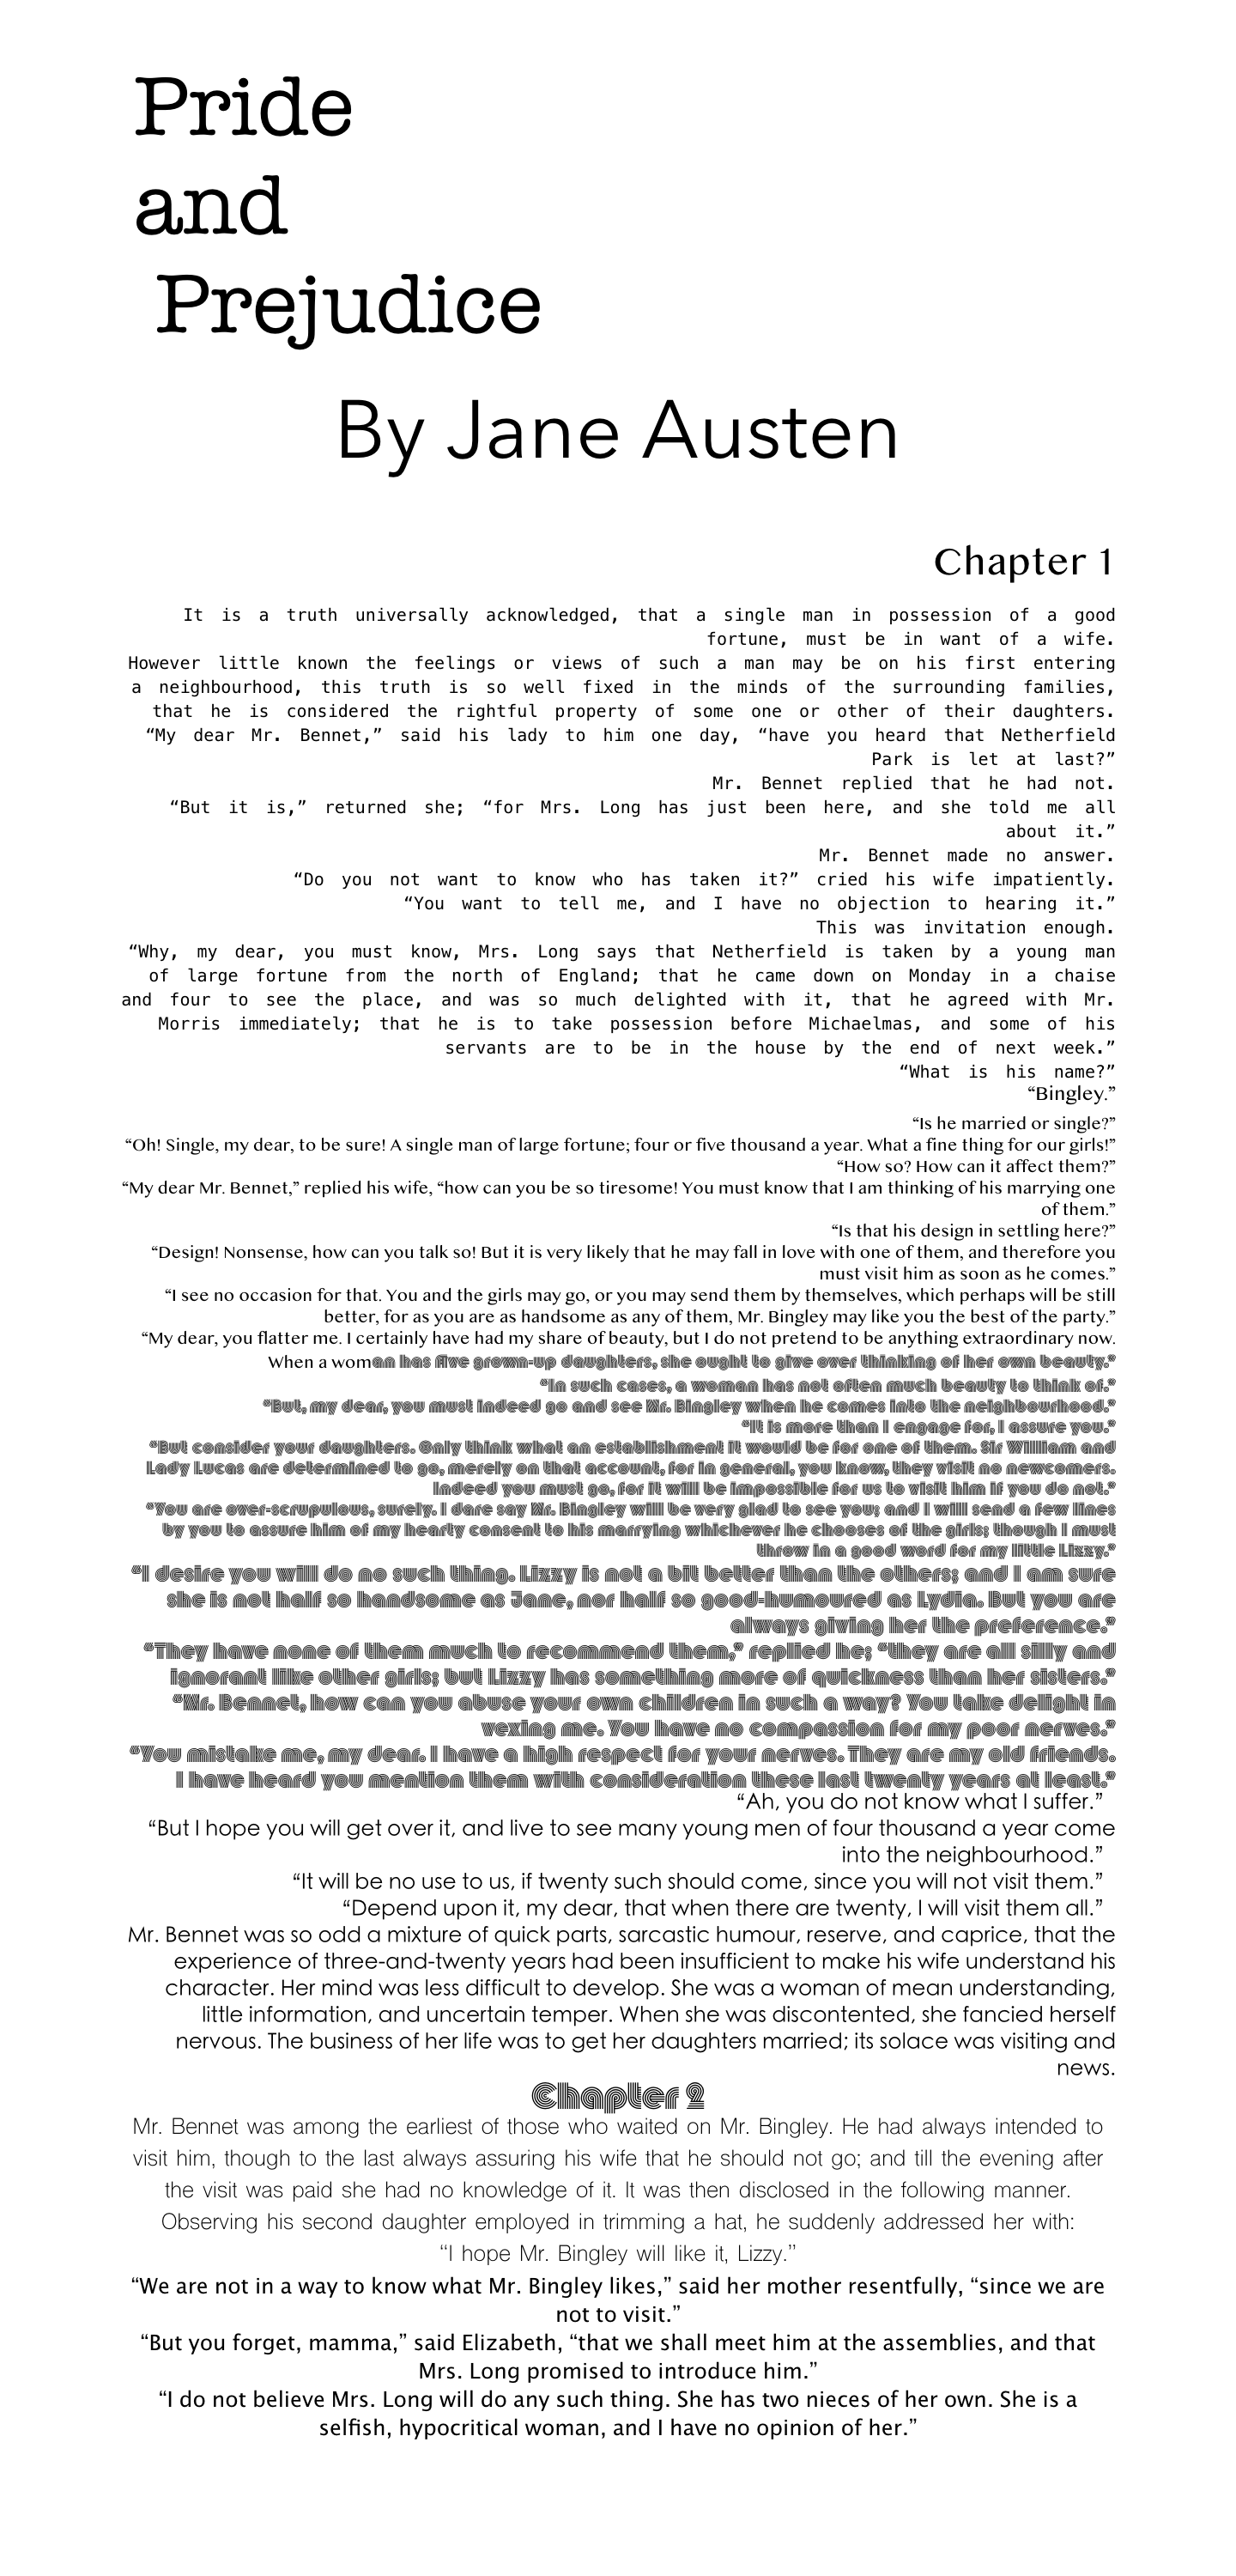 Pride
and
Prejudice
By Jane Austen
Chapter 1
It is a truth universally acknowledged, that a single man in possession of a good
fortune, must be in want of a wife.
However little known the feelings or views of such a man may be on his first entering
a neighbourhood, this truth is so well fixed in the minds of the surrounding families,
that he is considered the rightful property of some one or other of their daughters.
“My dear Mr. Bennet,” said his lady to him one day, “have you heard that Netherfield
Park is let at last?”
Mr. Bennet replied that he had not.
“But it is,” returned she; “for Mrs. Long has just been here, and she told me all
about it.”
Mr. Bennet made no answer.
“Do you not want to know who has taken it?” cried his wife impatiently.
“You want to tell me, and I have no objection to hearing it.”
This was invitation enough.
“Why, my dear, you must know, Mrs. Long says that Netherfield is taken by a young man
of large fortune from the north of England; that he came down on Monday in a chaise
and four to see the place, and was so much delighted with it, that he agreed with Mr.
Morris immediately; that he is to take possession before Michaelmas, and some of his
servants are to be in the house by the end of next week.”
“What is his name?”
“Bingley.”
“Is he married or single?”
“Oh! Single, my dear, to be sure! A single man of large fortune; four or five thousand a year. What a fine thing for our girls!”
“How so? How can it affect them?”
“My dear Mr. Bennet,” replied his wife, “how can you be so tiresome! You must know that I am thinking of his marrying one
of them.”
“Is that his design in settling here?”
“Design! Nonsense, how can you talk so! But it is very likely that he may fall in love with one of them, and therefore you
must visit him as soon as he comes.”
“I see no occasion for that. You and the girls may go, or you may send them by themselves, which perhaps will be still
better, for as you are as handsome as any of them, Mr. Bingley may like you the best of the party.”
“My dear, you flatter me. I certainly have had my share of beauty, but I do not pretend to be anything extraordinary now.
When a woman has five grown-up daughters, she ought to give over thinking of her own beauty.”
“In such cases, a woman has not often much beauty to think of.”
“But, my dear, you must indeed go and see Mr. Bingley when he comes into the neighbourhood.”
“It is more than I engage for, I assure you.”
“But consider your daughters. Only think what an establishment it would be for one of them. Sir William and
Lady Lucas are determined to go, merely on that account, for in general, you know, they visit no newcomers.
Indeed you must go, for it will be impossible for us to visit him if you do not.”
“You are over-scrupulous, surely. I dare say Mr. Bingley will be very glad to see you; and I will send a few lines
by you to assure him of my hearty consent to his marrying whichever he chooses of the girls; though I must
throw in a good word for my little Lizzy.”
“I desire you will do no such thing. Lizzy is not a bit better than the others; and I am sure
she is not half so handsome as Jane, nor half so good-humoured as Lydia. But you are
always giving her the preference.”
“They have none of them much to recommend them,” replied he; “they are all silly and
ignorant like other girls; but Lizzy has something more of quickness than her sisters.”
“Mr. Bennet, how can you abuse your own children in such a way? You take delight in
vexing me. You have no compassion for my poor nerves.”
“You mistake me, my dear. I have a high respect for your nerves. They are my old friends.
I have heard you mention them with consideration these last twenty years at least.”
“Ah, you do not know what I suffer.”
“But I hope you will get over it, and live to see many young men of four thousand a year come
into the neighbourhood.”
“It will be no use to us, if twenty such should come, since you will not visit them.”
“Depend upon it, my dear, that when there are twenty, I will visit them all.”
Mr. Bennet was so odd a mixture of quick parts, sarcastic humour, reserve, and caprice, that the
experience of three-and-twenty years had been insufficient to make his wife understand his
character. Her mind was less difficult to develop. She was a woman of mean understanding,
little information, and uncertain temper. When she was discontented, she fancied herself
nervous. The business of her life was to get her daughters married; its solace was visiting and
news.
Chapter 2
Mr. Bennet was among the earliest of those who waited on Mr. Bingley. He had always intended to
visit him, though to the last always assuring his wife that he should not go; and till the evening after
the visit was paid she had no knowledge of it. It was then disclosed in the following manner.
Observing his second daughter employed in trimming a hat, he suddenly addressed her with:
“I hope Mr. Bingley will like it, Lizzy.”
“We are not in a way to know what Mr. Bingley likes,” said her mother resentfully, “since we are
not to visit.”
“But you forget, mamma,” said Elizabeth, “that we shall meet him at the assemblies, and that
Mrs. Long promised to introduce him.”
“I do not believe Mrs. Long will do any such thing. She has two nieces of her own. She is a
selfish, hypocritical woman, and I have no opinion of her.”